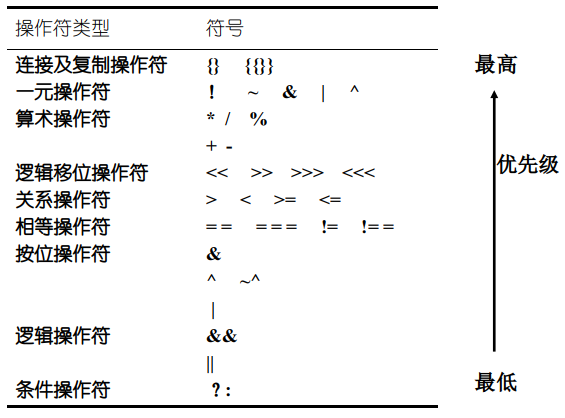 操作符类型 符号
连接及复制操作符 {} {{}} 最高
一元操作符 ! ~ & | ^
算术操作符 * / %
+ -
逻辑移位操作符 << >> >>> <<< 优先级
关系操作符 > < >= <=
相等操作符 == === != !==
按位操作符 &
^ ~^
|
逻辑操作符 &&
||
条件操作符 ?: 最低